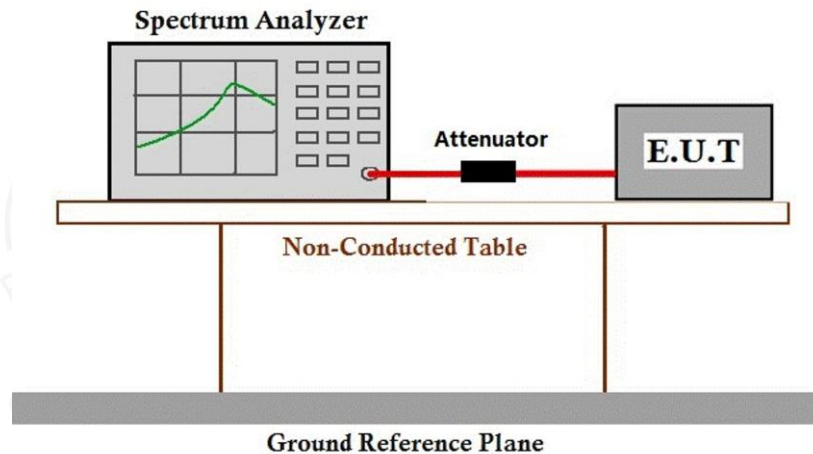 Spectrum Analyzer
Attenuator
E.U.T
Non-Conducted Table
Ground Reference Plane